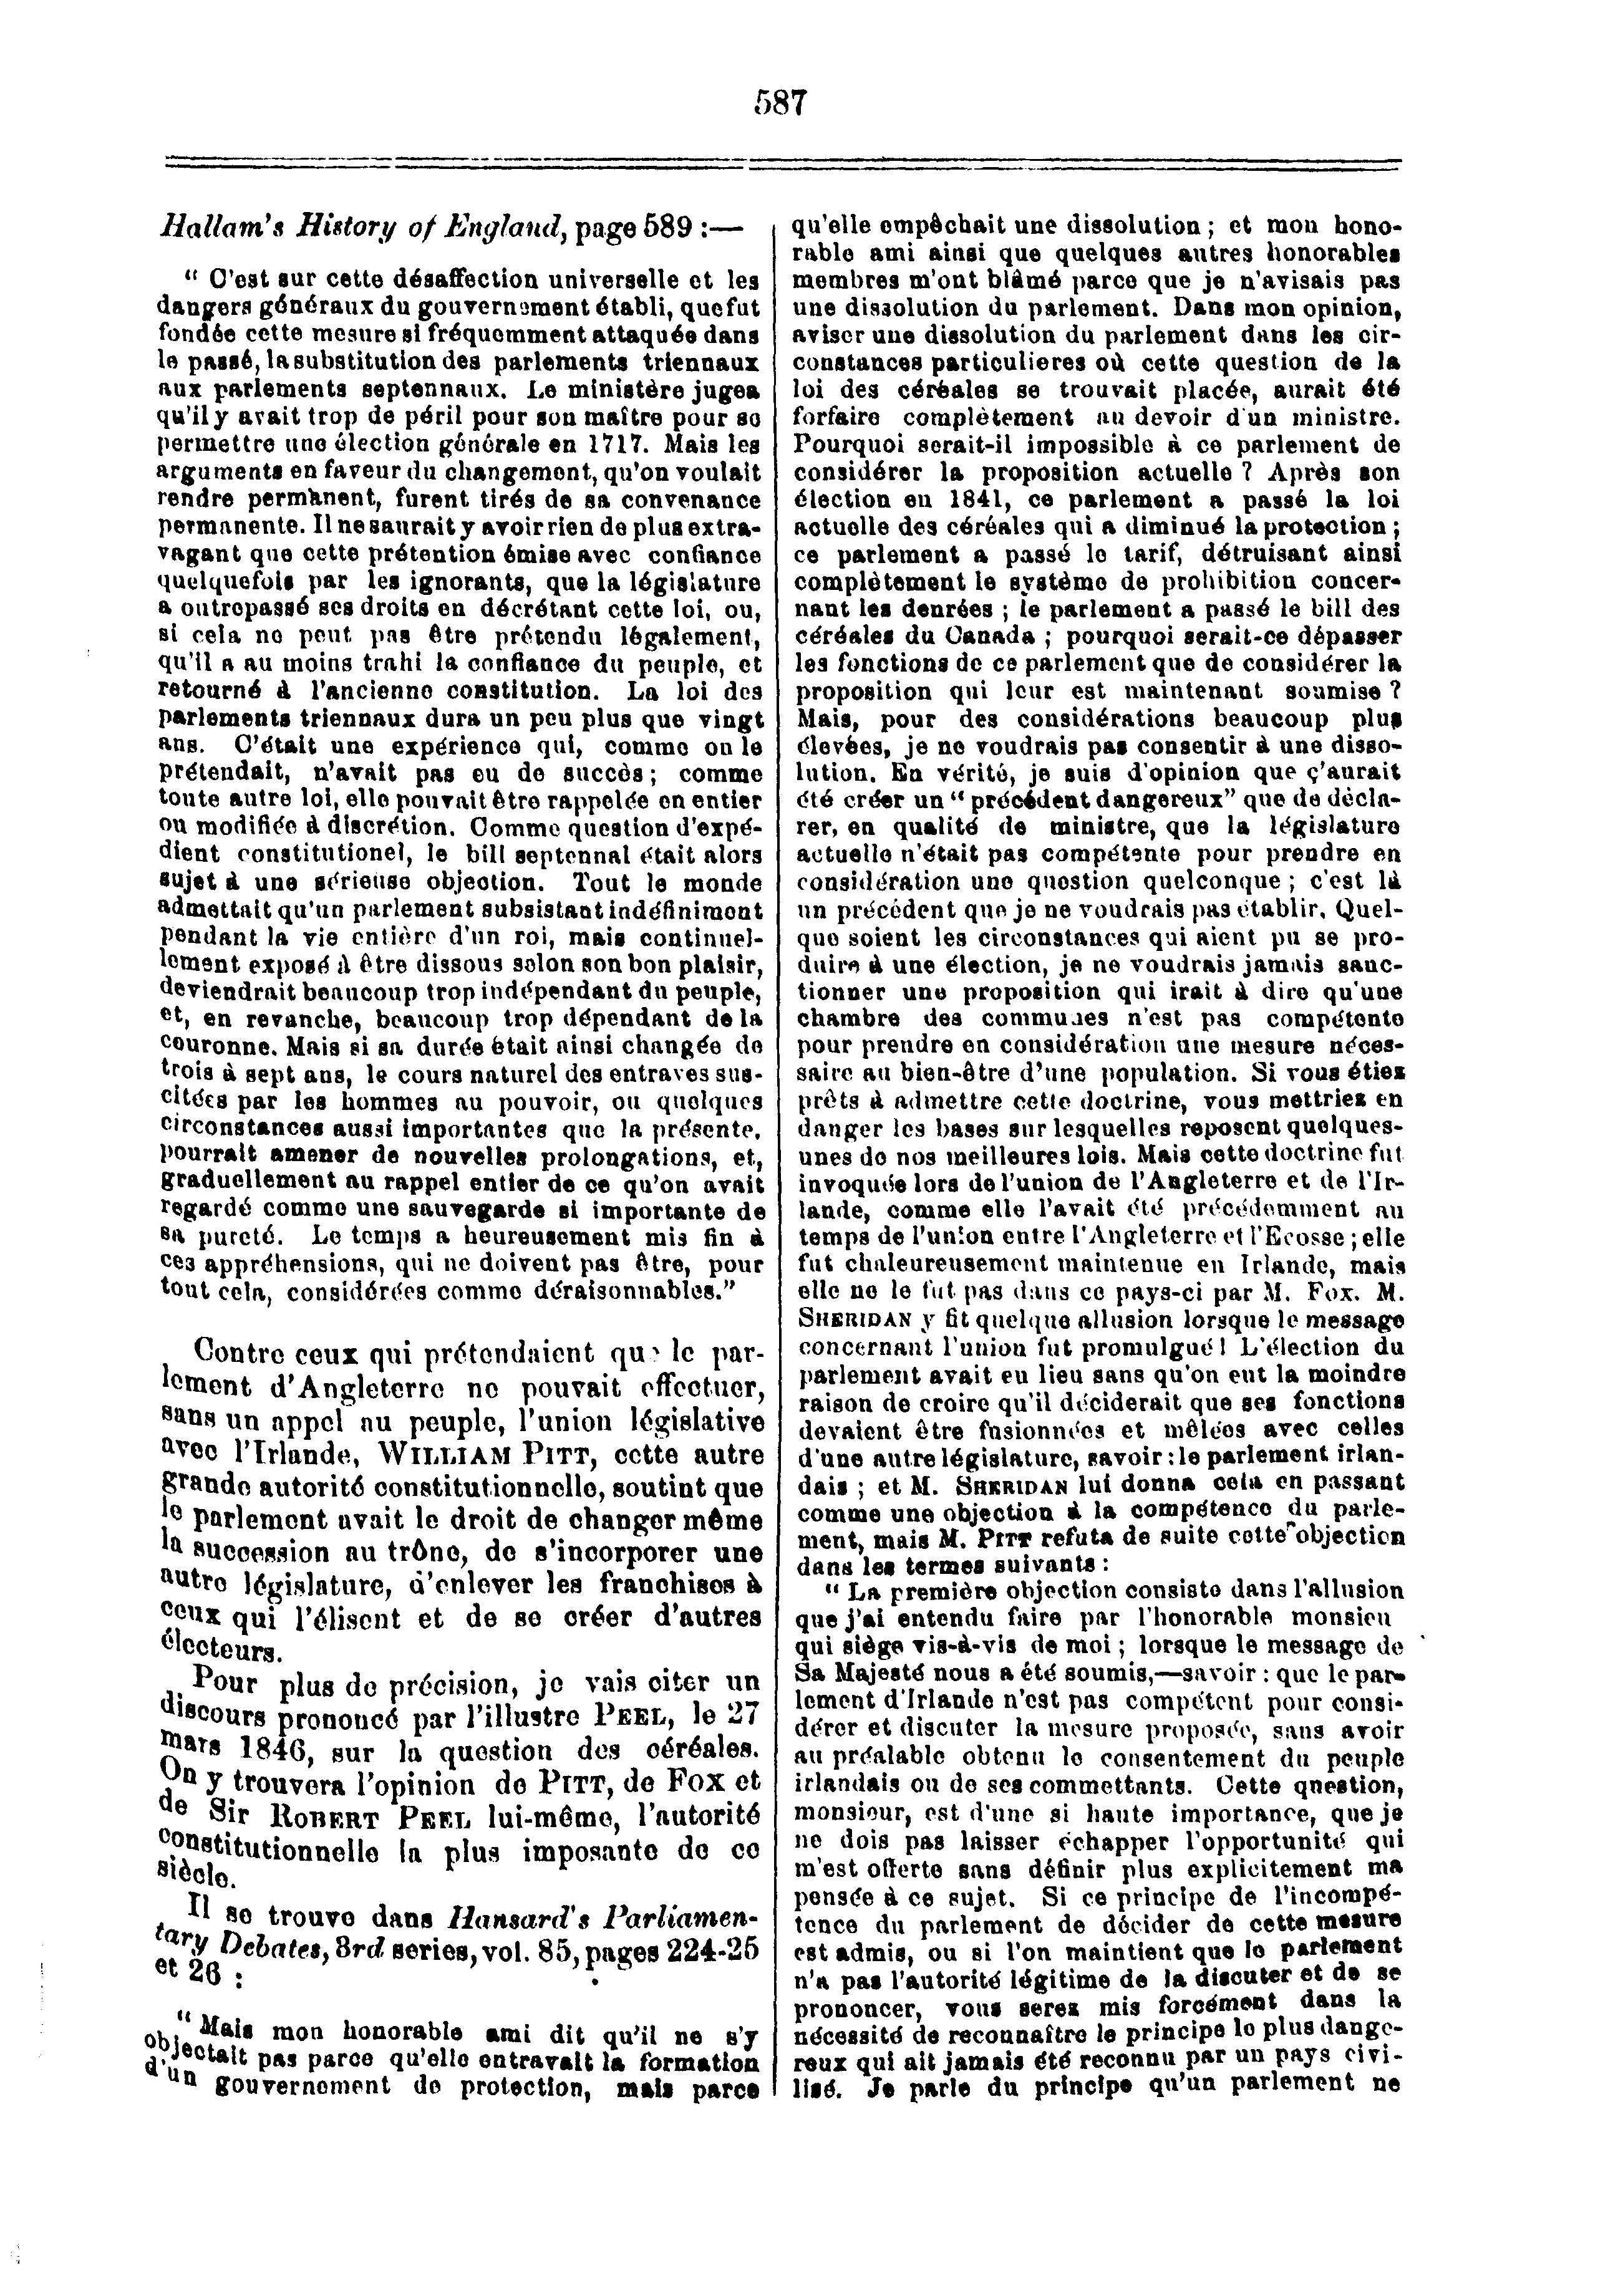 587
Hallam's History of England, page 589 :—
“ C'est sur cette désaffection universelle et les
dangers généraux du gouvernement établi, que fut
fondée cette mesure si fréquemment attaquée dans
le passé, la substitution des parlements triennaux
aux parlements septennaux. Le ministère jugea
qu'il y avait trop de péril pour son maître pour se
permettre une élection générale en 1717. Mais les
arguments en faveur du changement, qu'on voulait
rendre permanent, furent tirés de sa convenance
permanente. Il ne saurait y avoir rien de plus extra-
vagant que cette prétention émise avec confiance
quelquefois par les ignorants, que la législature
a outrepassé ses droits en décrétant cette loi, ou,
si cela ne peut pas être prétendu légalement,
qu'il a au moins trahi la confiance du peuple, et
retourné à l'ancienne constitution. La loi des
parlements triennaux dura un peu plus que vingt
ans. C'était une expérience qui, comme on le
prétendait, n'avait pas eu de succès ; comme
toute autre loi, elle pouvait être rappelée en entier
ou modifiée à discrétion. Comme question d'expé-
dient constitutionel, le bill septennal était alors
sujet à une sérieuse objection. Tout le monde
admettait qu'un parlement subsistant indéfiniment
pendant la vie entière d'un roi, mais continuel-
lement exposé à être dissous selon son bon plaisir,
deviendrait beaucoup trop indépendant du peuple,
et, en revanche, beaucoup trop dépendant de la
couronne. Mais si sa durée était ainsi changée de
trois à sept ans, le cours naturel des entraves sus-
citées par les hommes au pouvoir, ou quelques
circonstances aussi importantes que la présente,
pourrait amener de nouvelles prolongations, et,
graduellement au rappel entier de ce qu'on avait
regardé comme une sauvegarde si importante de
sa pureté. Le temps a heureusement mis fin à
ces appréhensions, qui ne doivent pas être, pour
tout cela, considérées comme déraisonnables.”
Contre ceux qui prétendaient que le par-
lement d'Angleterre ne pouvait effectuer,
sans un appel au peuple, l'union législative
avec l'Irlande, WILLIAM PITT, cette autre
grande autorité constitutionnelle, soutint que
le parlement avait le droit de changer même
la succession au trône, de s'incorporer une
autre législature, d'enlever les franchises à
ceux qui l'élisent et de se créer d'autres
électeurs.
Pour plus de précision, je vais citer un
discours prononcé par l'illustre PEEL, le 27
mars 1846, sur la question des céréales.
On y trouvera l'opinion de PITT, de FOX et
de Sir ROBERT PEEL lui-même, l'autorité
constitutionnelle la plus imposante de ce
siècle.
Il se trouve dans Hansard's Parliamen-
tary Debates, 3rd series, vol. 85, pages 224-25
et 26 :
“ Mais mon honorable ami dit qu'il ne s'y
objectait pas parce qu'elle entravait la formation
d'un gouvernement de protection, mais parce
qu'elle empêchait une dissolution ; et mon hono-
rable ami ainsi que quelques autres honorables
membres m'ont blâmé parce que je n'avisais pas
une dissolution du parlement. Dans mon opinion,
aviser une dissolution du parlement dans les cir-
constances particulieres où cette question de la
loi des céréales se trouvait placée, aurait été
forfaire complètement au devoir d'un ministre.
Pourquoi serait-il impossible à ce parlement de
considérer la proposition actuelle ? Après son
élection en 1841, ce parlement a passé la loi
actuelle des céréales qui a diminué la protection ;
ce parlement a passé le tarif, détruisant ainsi
complètement le système de prohibition concer-
nant les denrées ; le parlement a passé le bill des
céréales du Canada ; pourquoi serait-ce dépasser
les fonctions de ce parlement que de considérer la
proposition qui leur est maintenant soumise ?
Mais, pour des considérations beaucoup plus
élevées, je ne voudrais pas consentir à une disso-
lution. En vérité, je suis d'opinion que ç'aurait
été créer un “ précédent dangereux” que de décla-
rer, en qualité de ministre, que la législature
actuelle n'était pas compétente pour prendre en
considération une question quelconque ; c'est là
un précédent que je ne voudrais pas établir. Quel-
que soient les circonstances qui aient pu se pro-
duire à une élection, je ne voudrais jamais sanc-
tionner une proposition qui irait à dire qu'une
chambre des communes n'est pas compétente
pour prendre en considération une mesure néces-
saire au bien-être d'une population. Si vous étiez
prêts à admettre cette doctrine, vous mettriez en
danger les bases sur lesquelles reposent quelques-
unes de nos meilleures lois. Mais cette doctrine fut
invoquée lors de l'union de l'Angleterre et de l'Ir-
lande, comme elle l'avait été précédemment au
temps de l'union entre l'Angleterre et l'Ecosse ; elle
fut chaleureusement maintenue en Irlande, mais
elle ne le fut pas dans ce pays-ci par M. Fox. M.
SHERIDAN y fit quelque allusion lorsque le message
concernant l'union fut promulgué ! L'élection du
parlement avait eu lieu sans qu'on eut la moindre
raison de croire qu'il déciderait que ses fonctions
devaient être fusionnées et mêlées avec celles
d'une autre législature, savoir : le parlement irlan-
dais ; et M. SHERIDAN lui donna cela en passant
comme une objection à la compétence du parle-
ment, mais M. PITT refuta de suite cette objection
dans les termes suivants :
“ La première objection consiste dans l'allusion
que j'ai entendu faire par l'honorable monsieu
qui siège vis-à-vis de moi ; lorsque le message de
Sa Majesté nous a été soumis,—savoir : que le par-
lement d'Irlande n'est pas compétent pour consi-
dérer et discuter la mesure proposée, sans avoir
au préalable obtenu le consentement du peuple
irlandais ou de ses commettants. Cette question,
monsieur, est d'une si haute importance, que je
ne dois pas laisser échapper l'opportunité qui
m'est offerte sans définir plus explicitement ma
pensée à ce sujet. Si ce principe de l'incompé-
tence du parlement de décider de cette mesure
est admis, ou si l'on maintient que le parlement
n'a pas l'autorité légitime de la discuter et de se
prononcer, vous serez mis forcément dans la
nécessité de reconnaître le principe le plus dange-
reux qui ait jamais été reconnu par un pays civi-
lisé. Je parle du principe qu'un parlement ne